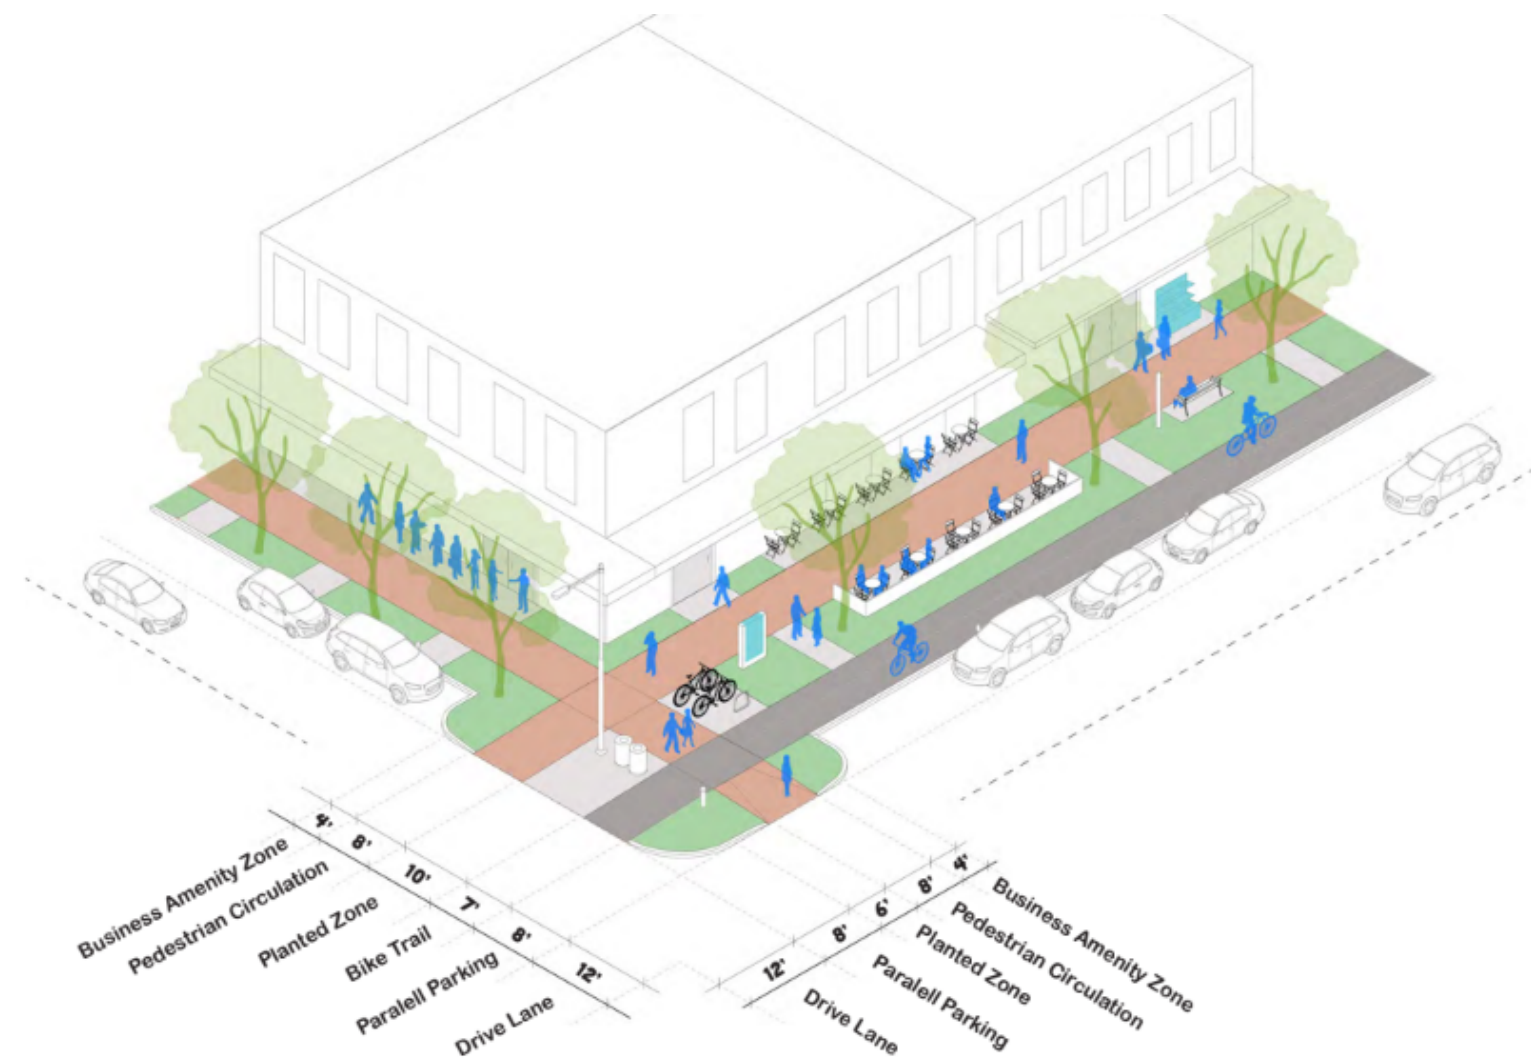 4'
8'
10'
7'
8'
12'
Business Amenity Zone
Pedestrian Circulation
Planted Zone
Bike Trail
Paralell Parking
Drive Lane
4'
8'
6'
8'
12'
Business Amenity Zone
Pedestrian Circulation
Planted Zone
Paralell Parking
Drive Lane